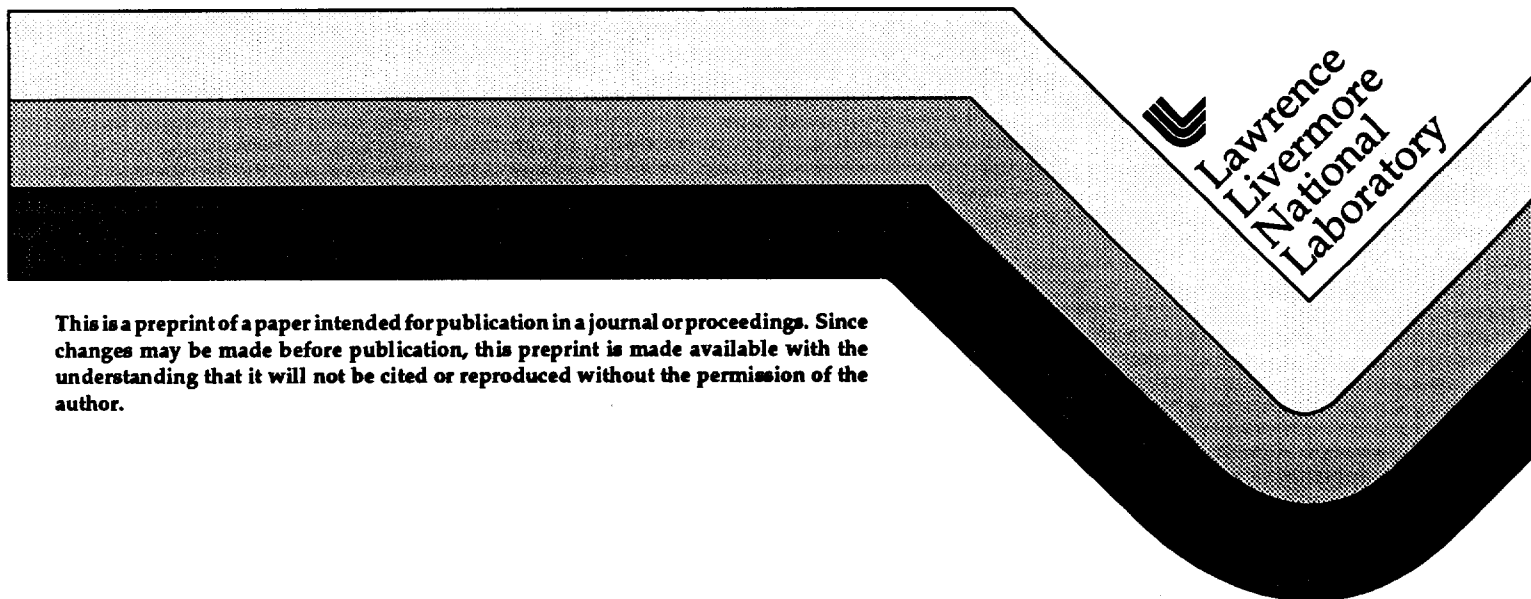 Lawrence
Livermore
National
Laboratory
This is a preprint of a paper intended for publication in a journal or proceedings. Since
changes may be made before publication, this preprint is made available with the
understanding that it will not be cited or reproduced without the permission of the
author.